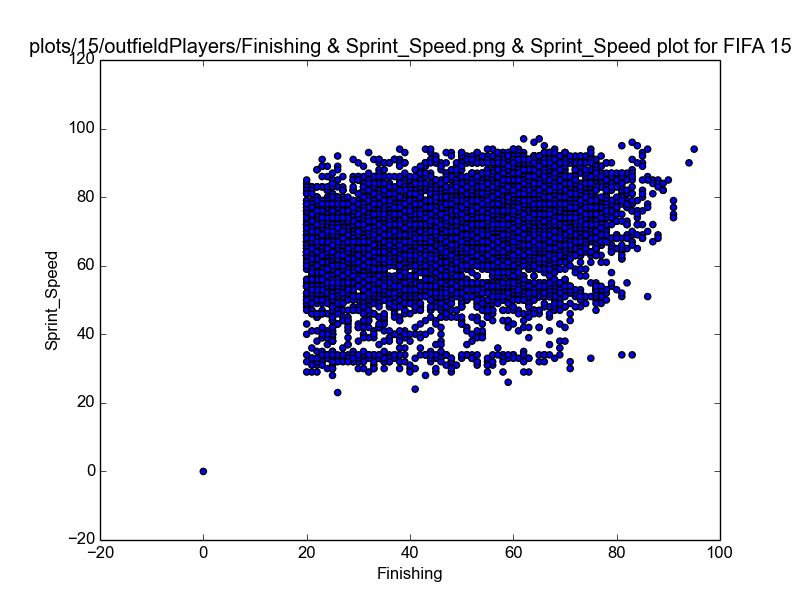 plots/15/outfieldPlayers/Finishing & Sprint_Speed.png & Sprint_Speed plot for FIFA 15
120
100
80
60
40
20
0
−20
Sprint_Speed
−20 0 20 40 60 80 100
Finishing